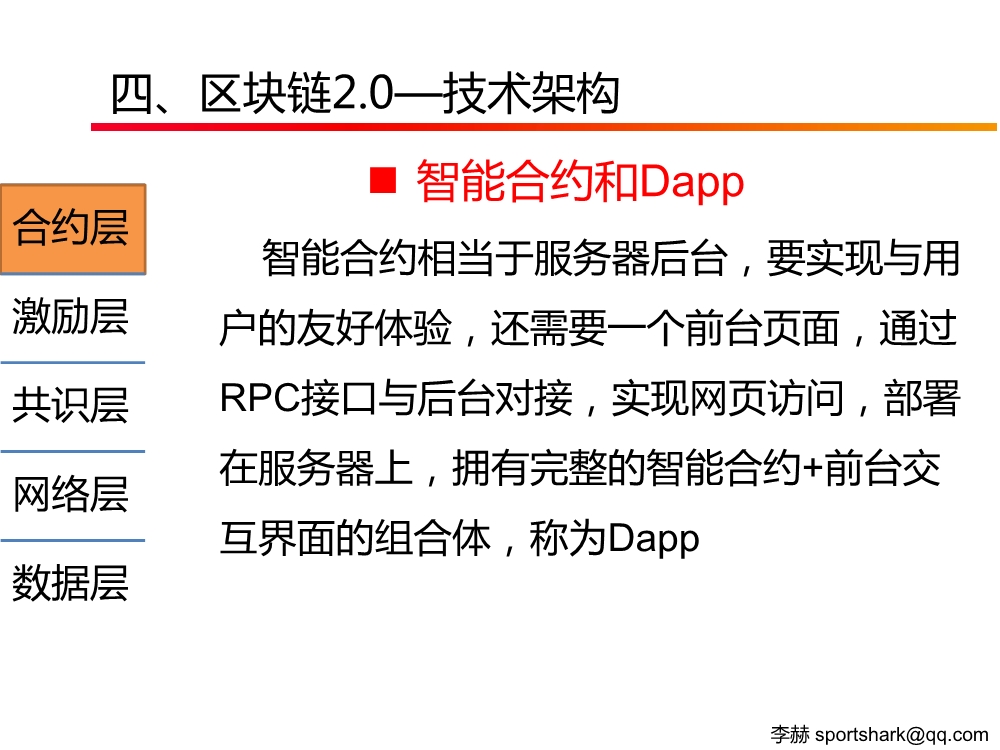 四、区块链2.0—技术架构
合约层
激励层
共识层
网络层
数据层
■ 智能合约和Dapp
智能合约相当于服务器后台，要实现与用
户的友好体验，还需要一个前台页面，通过
RPC接口与后台对接，实现网页访问，部署
在服务器上，拥有完整的智能合约+前台交
互界面的组合体，称为Dapp
李赫 sportshark@qq.com